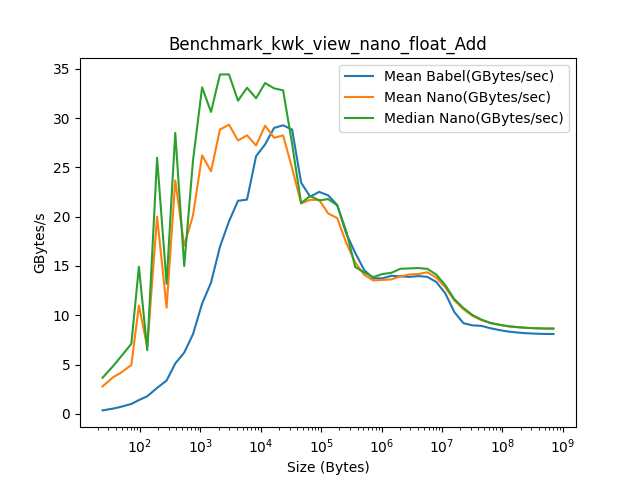 Benchmark_kwk_view_nano_float_Add
Mean Babel(GBytes/sec)
Mean Nano(GBytes/sec)
Median Nano(GBytes/sec)
GBytes/s
35
30
25
20
15
10
5
0
10² 10³ 10⁴ 10⁵ 10⁶ 10⁷ 10⁸ 10⁹
Size (Bytes)